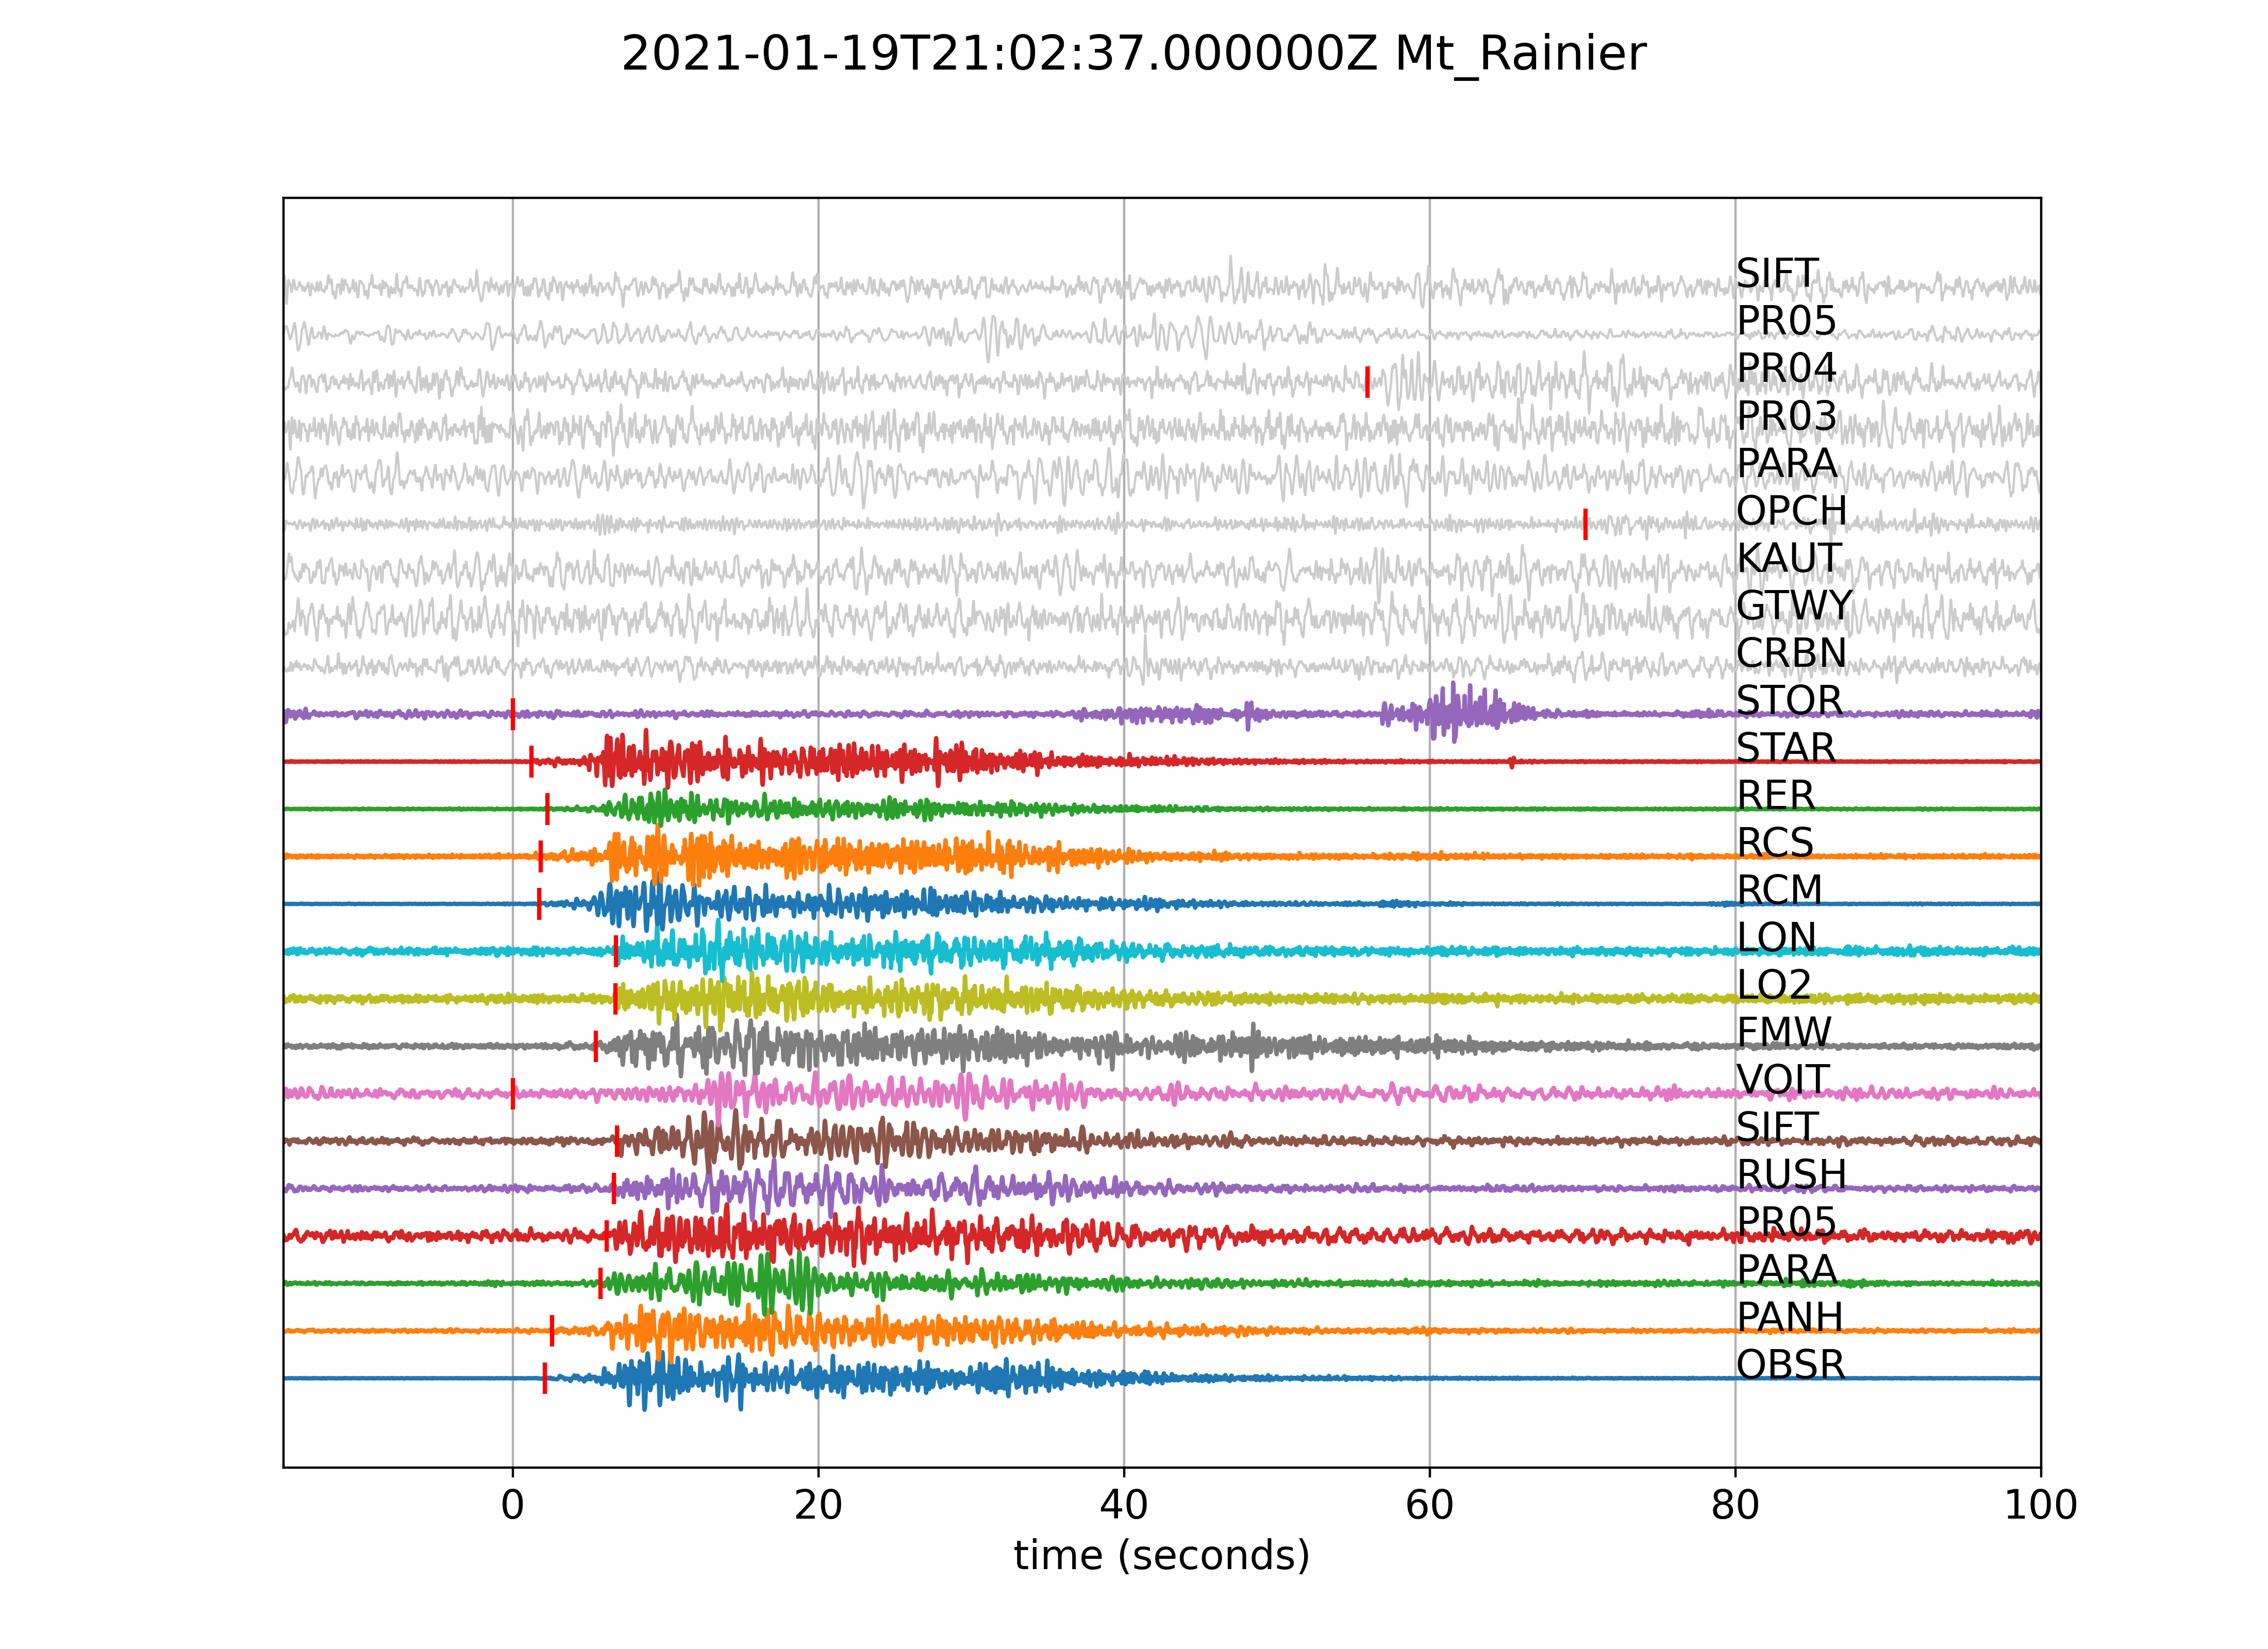 2021-01-19T21:02:37.000000Z Mt_Rainier
SIFT
PR05
PR04
PR03
PARA
OPCH
KAUT
GTWY
CRBN
STOR
STAR
RER
RCS
RCM
LON
LO2
FMW
VOIT
SIFT
RUSH
PR05
PARA
PANH
OBSR
0 20 40 60 80 100
time (seconds)